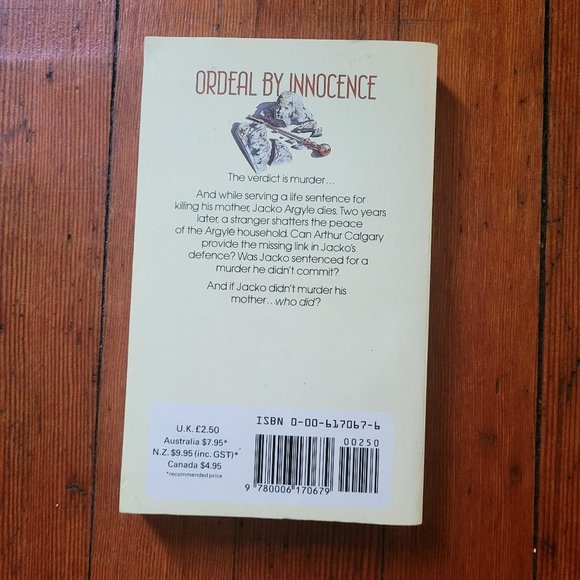 ORDEAL BY INNOCENCE
The verdict is murder...
And while serving a life sentence for
killing his mother, Jacko Argyle dies. Two years
later, a stranger shatters the peace
of the Argyle household. Can Arthur Calgary
provide the missing link in Jacko's
defence? Was Jacko sentenced for a
murder he didn't commit?
And if Jacko didn't murder his
mother...who did?
U.K. £2.50
Australia $7.95*
N.Z. $9.95 (inc. GST)*
Canada $4.95
*recommended price
ISBN 0-00-617067-6
00250
9 780006 170679